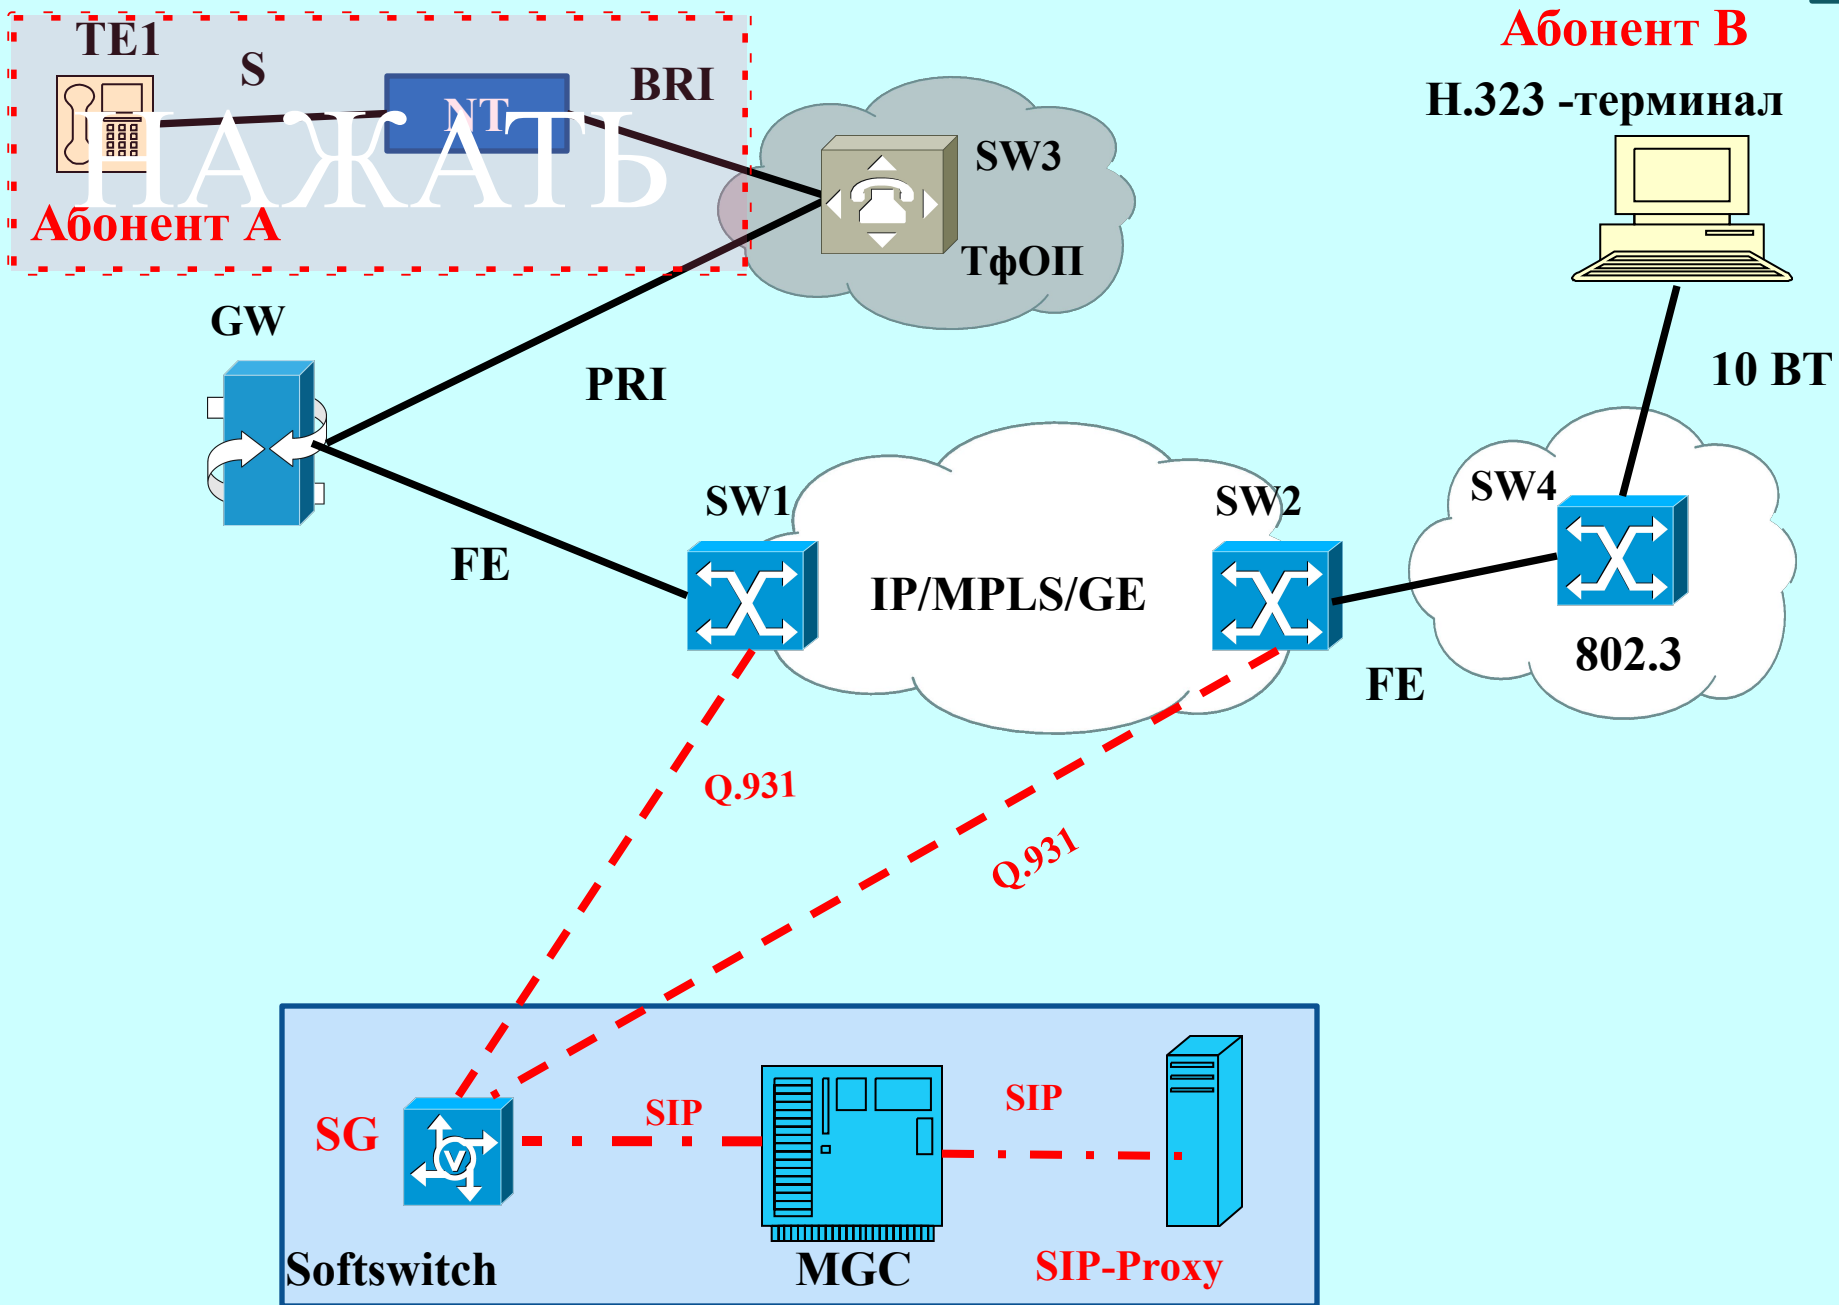 TE1
S
NT
BRI
НАЖАТЬ
Абонент А
SW3
ТфОП
Абонент В
H.323 -терминал
GW
PRI
10 BT
FE
SW1
IP/MPLS/GE
SW2
SW4
802.3
FE
Q.931
Q.931
SG
SIP
SIP
V
Softswitch
MGC
SIP-Proxy